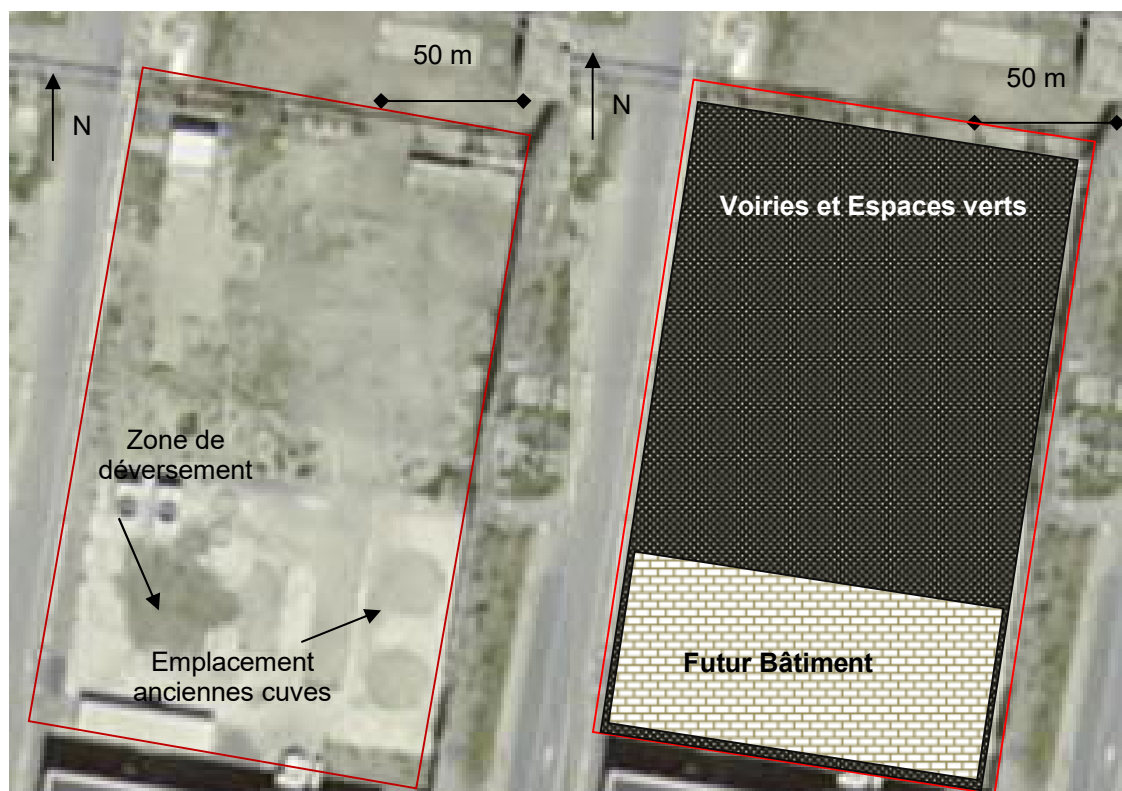 50 m
N
Zone de
déversement
Emplacement
anciennes cuves
50 m
N
Voiries et Espaces verts
Futur Bâtiment